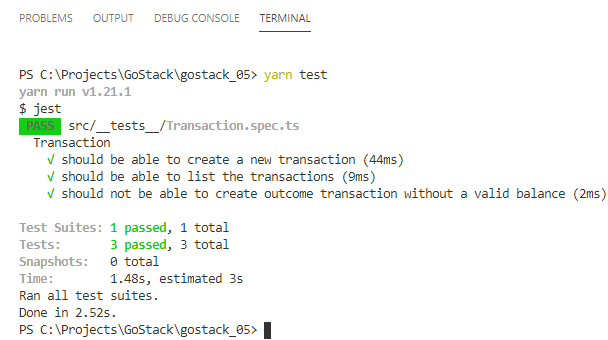 PROBLEMS OUTPUT DEBUG CONSOLE TERMINAL
PS C:\Projects\GoStack\gostack_05> yarn test
yarn run v1.21.1
$ jest
PASS src/__tests__/Transaction.spec.ts
Transaction
√ should be able to create a new transaction (44ms)
√ should be able to list the transactions (9ms)
√ should not be able to create outcome transaction without a valid balance (2ms)
Test Suites: 1 passed, 1 total
Tests: 3 passed, 3 total
Snapshots: 0 total
Time: 1.48s, estimated 3s
Ran all test suites.
Done in 2.52s.
PS C:\Projects\GoStack\gostack_05>